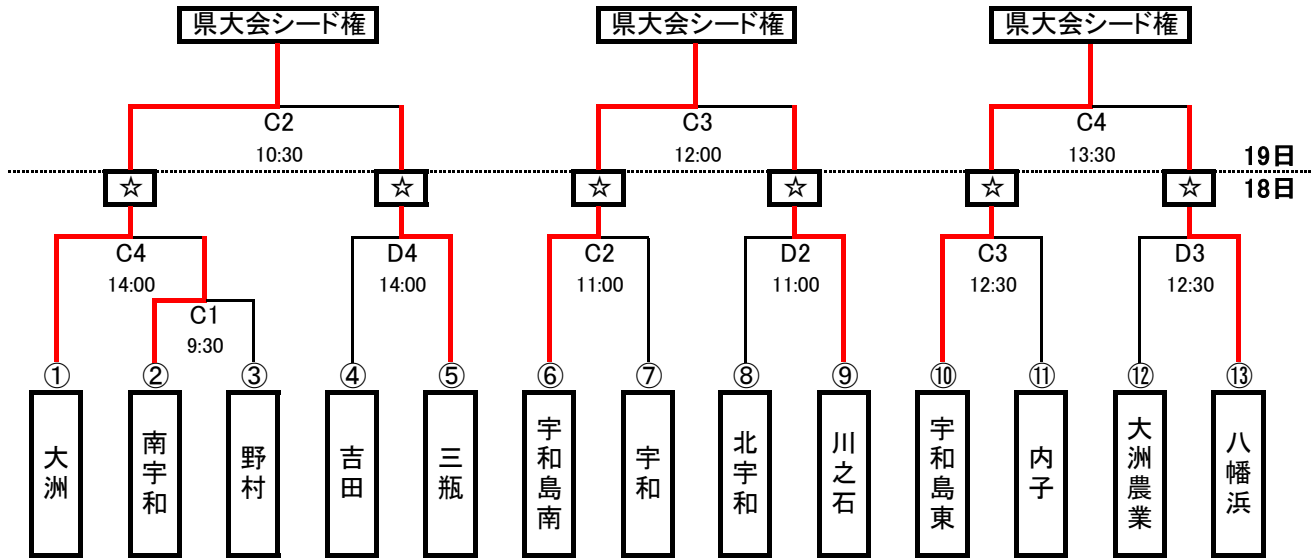 県大会シード権 県大会シード権 県大会シード権
C2 C3 C4
10:30 12:00 13:30 19日
☆ ☆ ☆ ☆ ☆ ☆ 18日
C4 D4 C2 D2 C3 D3
14:00 14:00 11:00 11:00 12:30 12:30
C1
9:30
① ② ③ ④ ⑤ ⑥ ⑦ ⑧ ⑨ ⑩ ⑪ ⑫ ⑬
大洲
南宇和
野村
吉田
三瓶
宇和島南
宇和
北宇和
川之石
宇和島東
内子
大洲農業
八幡浜